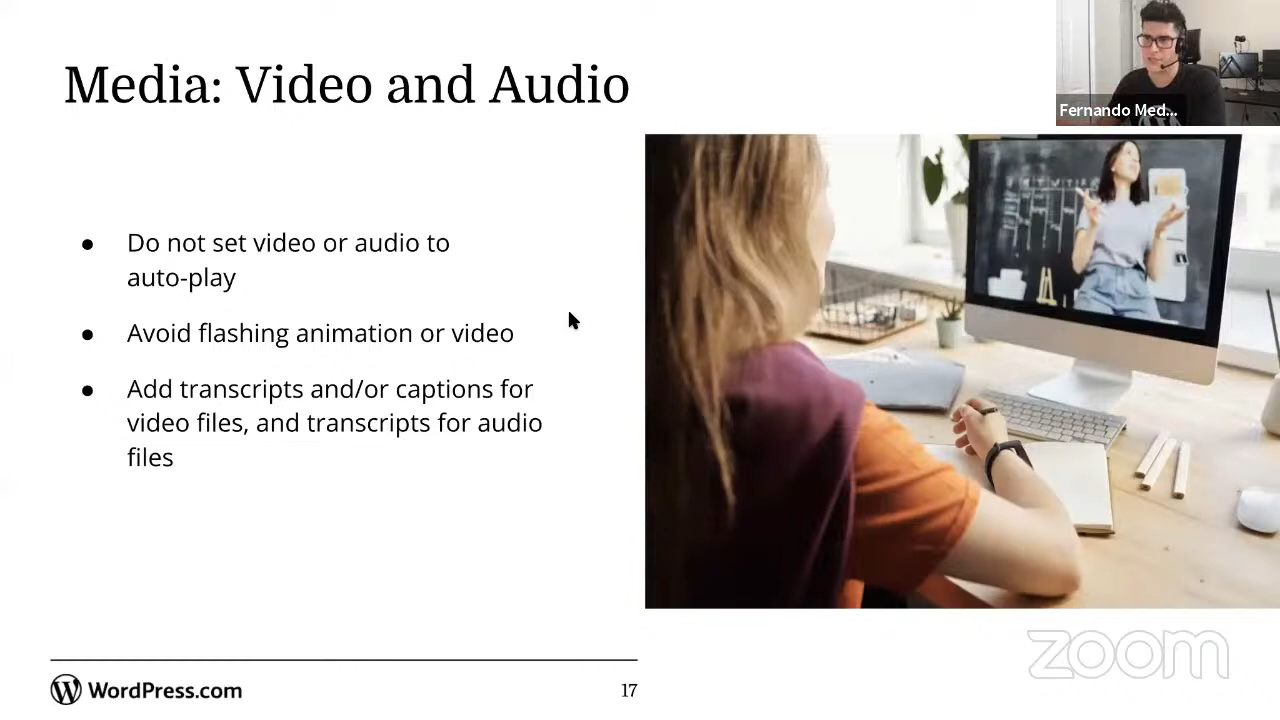 Media: Video and Audio
Fernando Med...
● Do not set video or audio to
auto-play
● Avoid flashing animation or video
● Add transcripts and/or captions for
video files, and transcripts for audio
files
zoom
WordPress.com
17